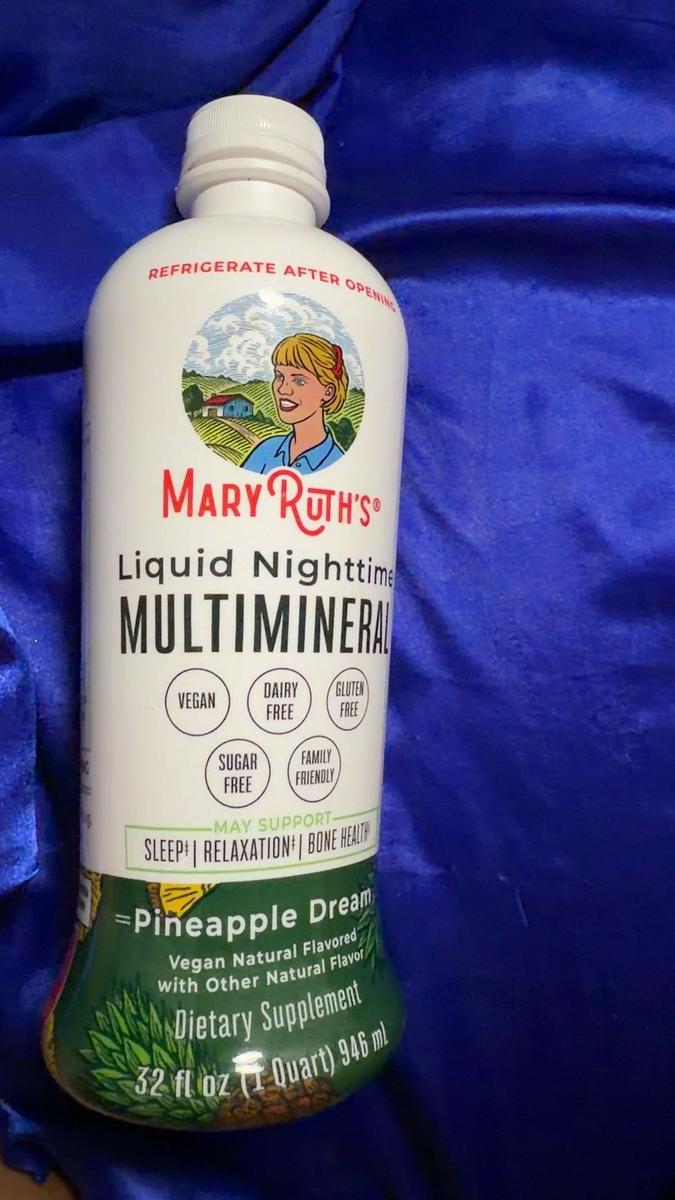 REFRIGERATE AFTER OPENING
MARY RUTH'S®
Liquid Nighttime
MULTIMINERAL
VEGAN
DAIRY
FREE
GLUTEN
FREE
SUGAR
FREE
FAMILY
FRIENDLY
MAY SUPPORT
SLEEP‡ | RELAXATION‡ | BONE HEALTH‡
Pineapple Dream
Vegan Natural Flavored
with Other Natural Flavor
Dietary Supplement
32 fl oz (1 Quart) 946 mL